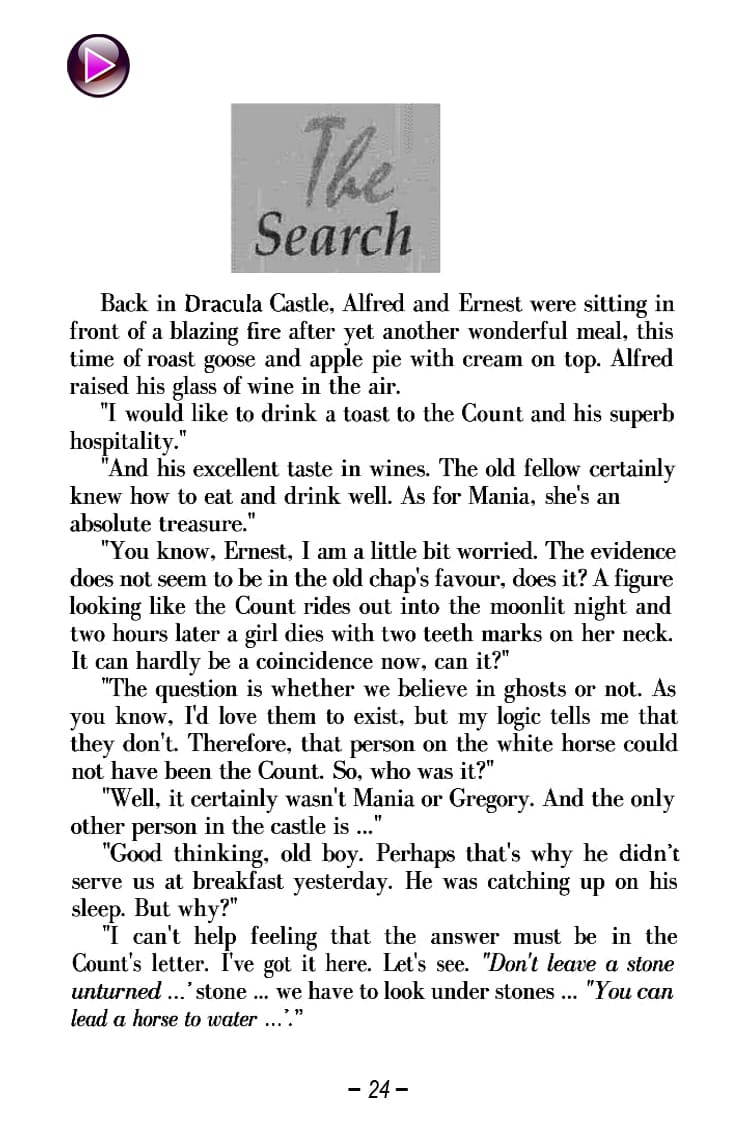 The
Search
Back in Dracula Castle, Alfred and Ernest were sitting in
front of a blazing fire after yet another wonderful meal, this
time of roast goose and apple pie with cream on top. Alfred
raised his glass of wine in the air.
"I would like to drink a toast to the Count and his superb
hospitality."
"And his excellent taste in wines. The old fellow certainly
knew how to eat and drink well. As for Mania, she's an
absolute treasure."
"You know, Ernest, I am a little bit worried. The evidence
does not seem to be in the old chap's favour, does it? A figure
looking like the Count rides out into the moonlit night and
two hours later a girl dies with two teeth marks on her neck.
It can hardly be a coincidence now, can it?"
"The question is whether we believe in ghosts or not. As
you know, I'd love them to exist, but my logic tells me that
they don't. Therefore, that person on the white horse could
not have been the Count. So, who was it?"
"Well, it certainly wasn't Mania or Gregory. And the only
other person in the castle is ..."
"Good thinking, old boy. Perhaps that's why he didn’t
serve us at breakfast yesterday. He was catching up on his
sleep. But why?"
"I can't help feeling that the answer must be in the
Count's letter. I've got it here. Let's see. "Don't leave a stone
unturned ...’ stone ... we have to look under stones ... "You can
lead a horse to water ...’.”
– 24 –